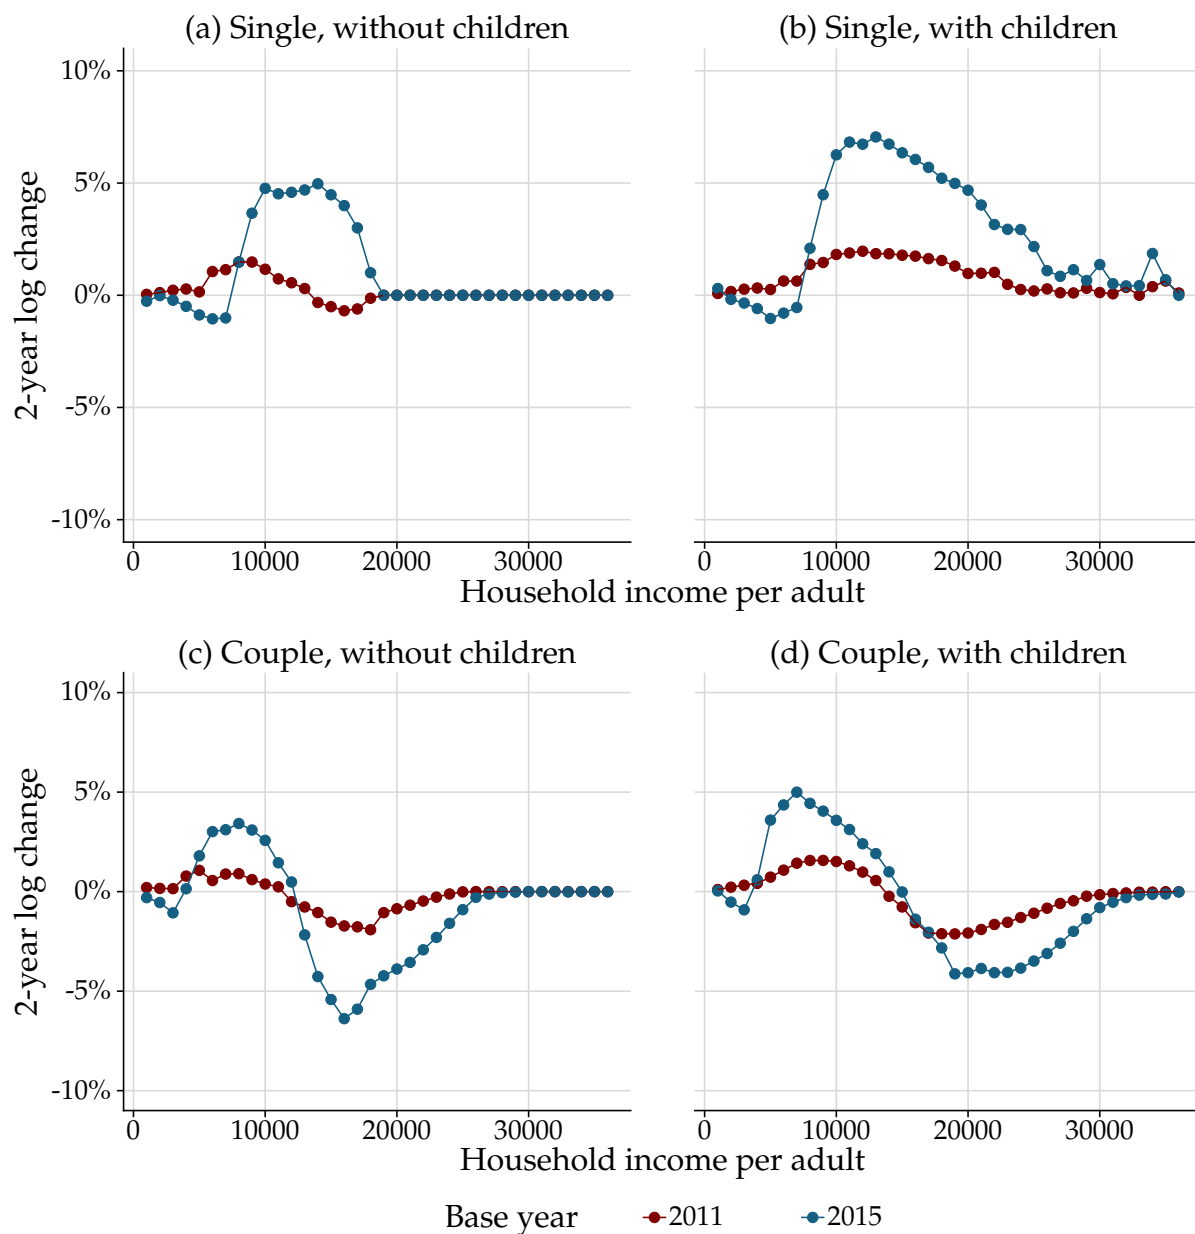 (a) Single, without children
(b) Single, with children
2-year log change
10%
5%
0%
-5%
-10%
0 10000 20000 30000
0 10000 20000 30000
Household income per adult
(c) Couple, without children
(d) Couple, with children
2-year log change
10%
5%
0%
-5%
-10%
0 10000 20000 30000
0 10000 20000 30000
Household income per adult
Base year 2011 2015